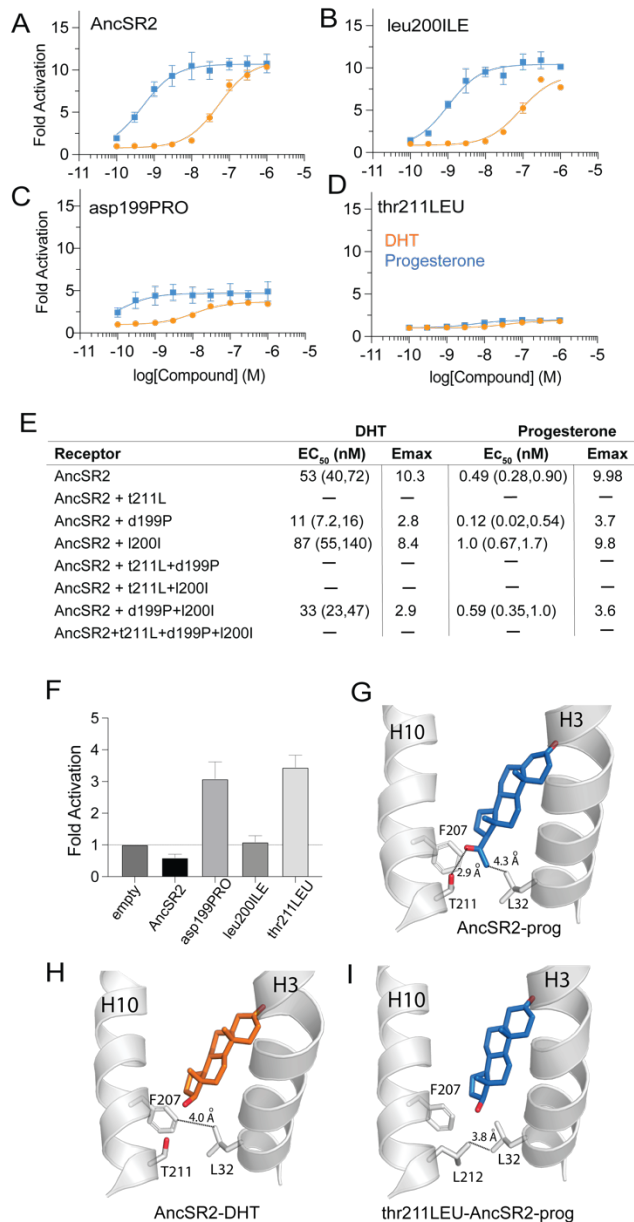 A
AncSR2
15
10
5
0
Fold Activation
-11 -10 -9 -8 -7 -6 -5
B
leu200ILE
15
10
5
0
-11 -10 -9 -8 -7 -6 -5
C
asp199PRO
15
10
5
0
Fold Activation
-11 -10 -9 -8 -7 -6 -5
log[Compound] (M)
D
thr211LEU
DHT
Progesterone
15
10
5
0
-11 -10 -9 -8 -7 -6 -5
log[Compound] (M)
E
DHT Progesterone
Receptor EC50 (nM) Emax Ec50 (nM) Emax
AncSR2 53 (40,72) 10.3 0.49 (0.28,0.90) 9.98
AncSR2 + t211L — — — —
AncSR2 + d199P 11 (7.2,16) 2.8 0.12 (0.02,0.54) 3.7
AncSR2 + l200I 87 (55,140) 8.4 1.0 (0.67,1.7) 9.8
AncSR2 + t211L+d199P — — — —
AncSR2 + t211L+l200I — — — —
AncSR2 + d199P+l200I 33 (23,47) 2.9 0.59 (0.35,1.0) 3.6
AncSR2+t211L+d199P+l200I — — — —
F
5
4
3
2
1
0
Fold Activation
empty
AncSR2
asp199PRO
leu200ILE
thr211LEU
G
H3
H10
F207
4.3 Å
2.9 Å
T211
L32
AncSR2-prog
H
H3
H10
F207
4.0 Å
T211
L32
AncSR2-DHT
I
H3
H10
F207
3.8 Å
L212
L32
thr211LEU-AncSR2-prog